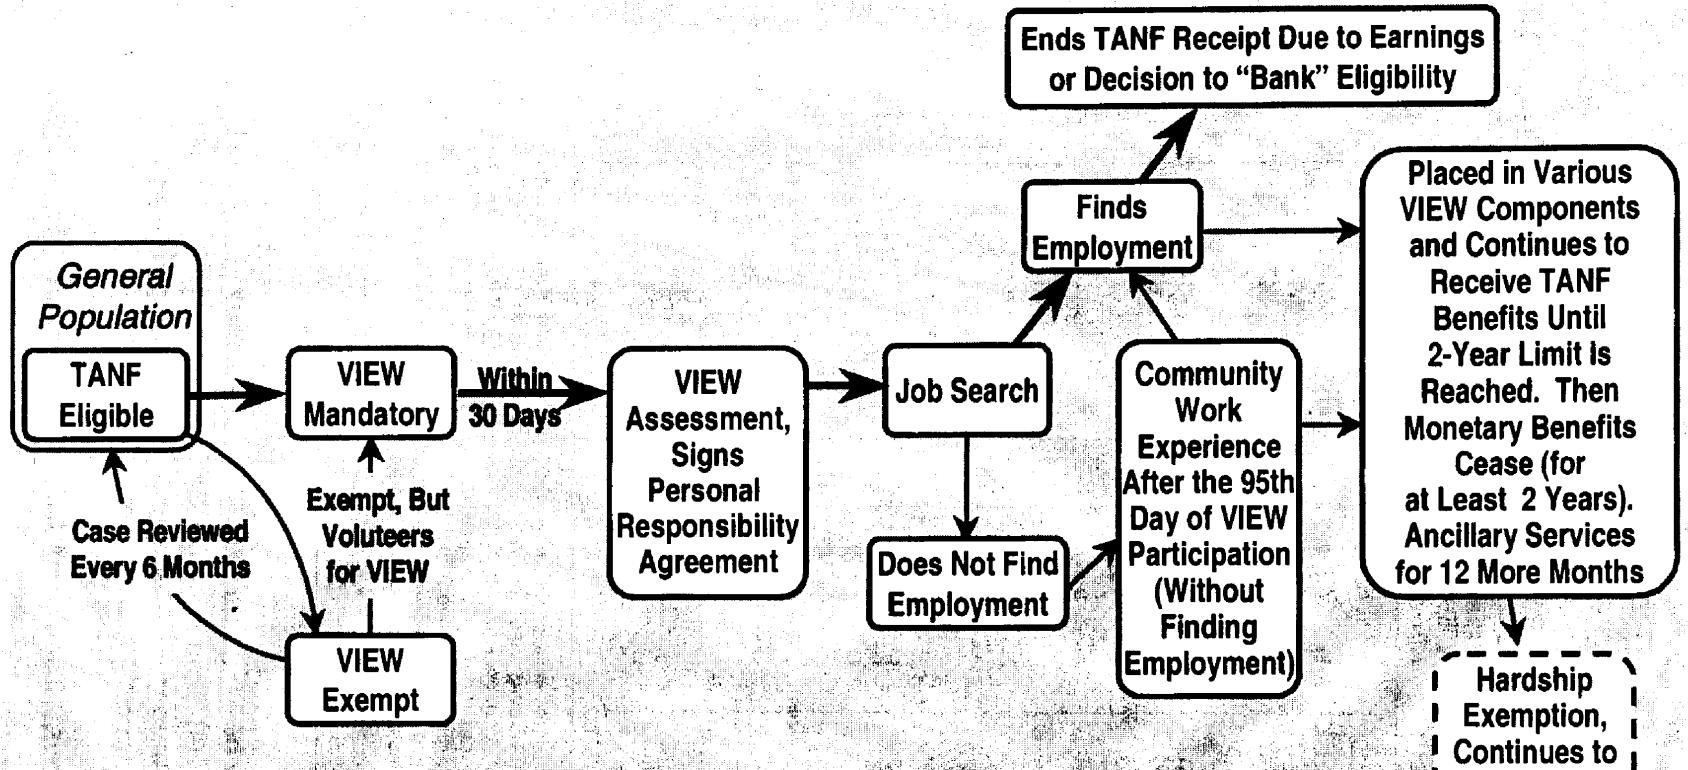 Ends TANF Receipt Due to Earnings
or Decision to “Bank” Eligibility
General
Population
TANF
Eligible
VIEW
Mandatory
Within
30 Days
Case Reviewed
Every 6 Months
Exempt, But
Voluteers
for VIEW
VIEW
Exempt
VIEW
Assessment,
Signs
Personal
Responsibility
Agreement
Job Search
Finds
Employment
Does Not Find
Employment
Community
Work
Experience
After the 95th
Day of VIEW
Participation
(Without
Finding
Employment)
Placed in Various
VIEW Components
and Continues to
Receive TANF
Benefits Until
2-Year Limit is
Reached. Then
Monetary Benefits
Cease (for
at Least 2 Years).
Ancillary Services
for 12 More Months
Hardship
Exemption,
Continues to